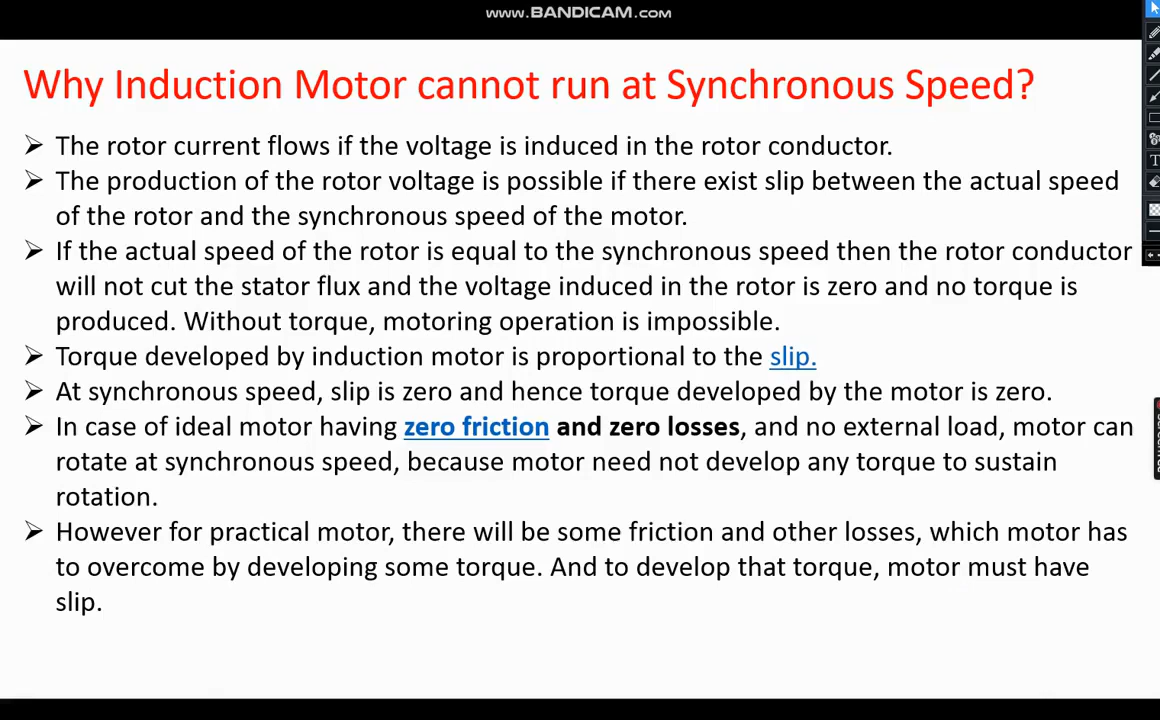 www.BANDICAM.com
Why Induction Motor cannot run at Synchronous Speed?
➢ The rotor current flows if the voltage is induced in the rotor conductor.
➢ The production of the rotor voltage is possible if there exist slip between the actual speed
of the rotor and the synchronous speed of the motor.
➢ If the actual speed of the rotor is equal to the synchronous speed then the rotor conductor
will not cut the stator flux and the voltage induced in the rotor is zero and no torque is
produced. Without torque, motoring operation is impossible.
➢ Torque developed by induction motor is proportional to the slip.
➢ At synchronous speed, slip is zero and hence torque developed by the motor is zero.
➢ In case of ideal motor having zero friction and zero losses, and no external load, motor can
rotate at synchronous speed, because motor need not develop any torque to sustain
rotation.
➢ However for practical motor, there will be some friction and other losses, which motor has
to overcome by developing some torque. And to develop that torque, motor must have
slip.